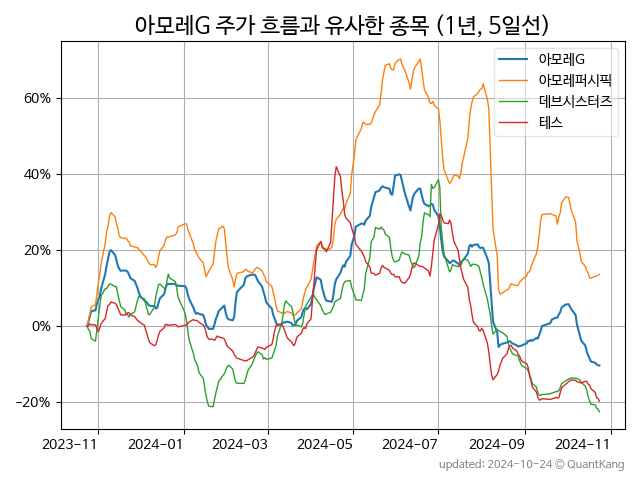 아모레G 주가 흐름과 유사한 종목 (1년, 5일선)
아모레G
아모레퍼시픽
데브시스터즈
테스
60%
40%
20%
0%
−20%
2023−11
2024−01
2024−03
2024−05
2024−07
2024−09
2024−11
updated: 2024-10-24 © QuantKang